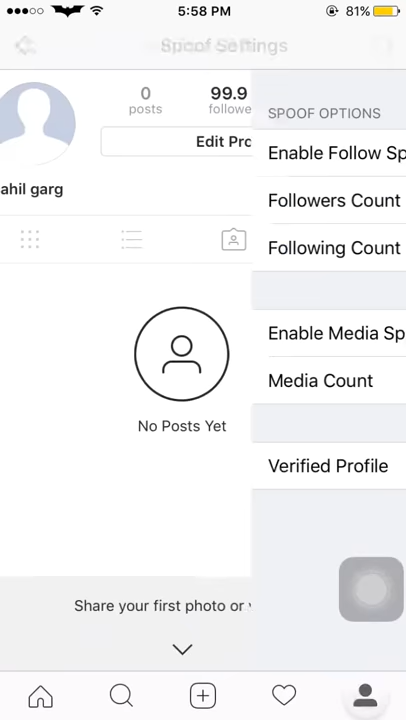 5:58 PM
81%
Spoof Settings
0
99.9
posts
followe
Edit Pro
ahil garg
No Posts Yet
Share your first photo or
SPOOF OPTIONS
Enable Follow Sp
Followers Count
Following Count
Enable Media Sp
Media Count
Verified Profile